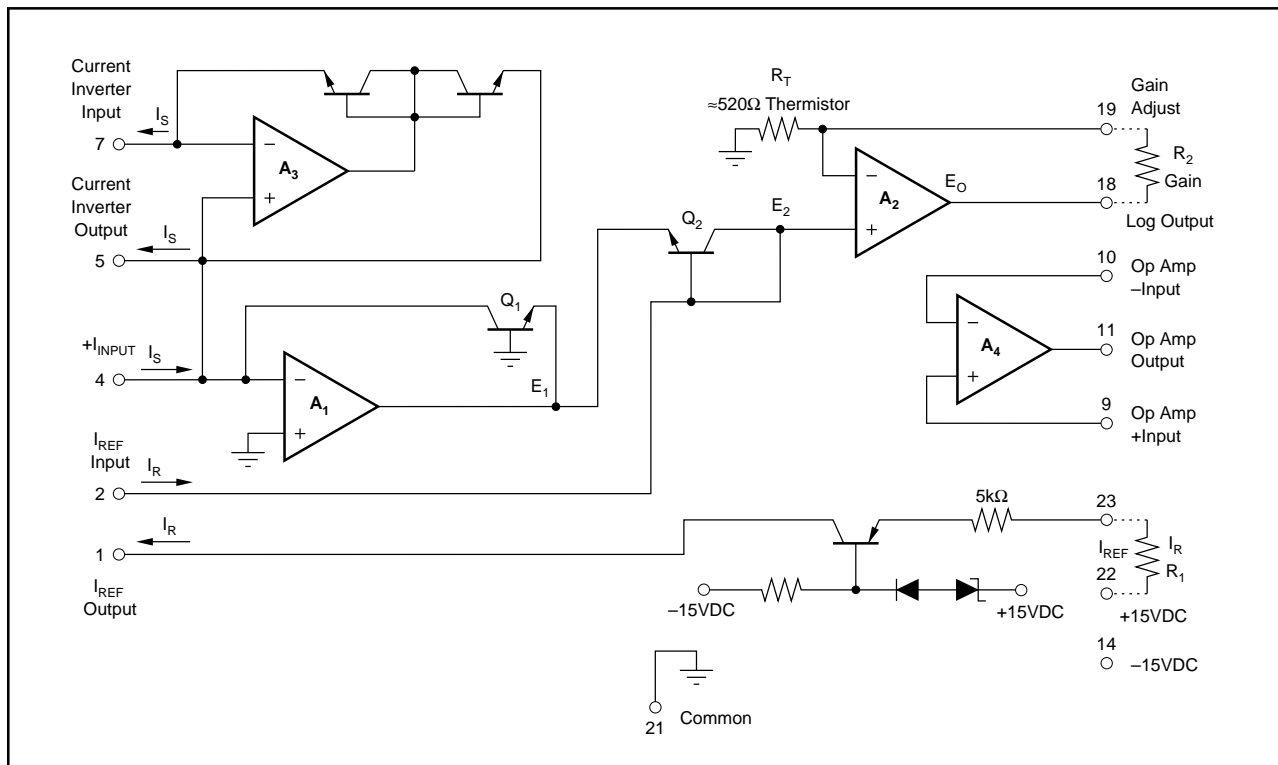 Current
Inverter
Input
I_S
7
A_3
−
+
Current
Inverter
Output
I_S
5
+I_INPUT
I_S
4
Q_1
−
A_1
+
E_1
I_REF
Input
I_R
2
I_R
1
I_REF
Output
R_T
≈520Ω Thermistor
Q_2
E_2
−
A_2
+
E_O
19
Gain
Adjust
R_2
Gain
18
Log Output
10
Op Amp
–Input
−
A_4
+
11
Op Amp
Output
9
Op Amp
+Input
5kΩ
23
I_REF
I_R
R_1
22
+15VDC
–15VDC
+15VDC
14
–15VDC
21
Common